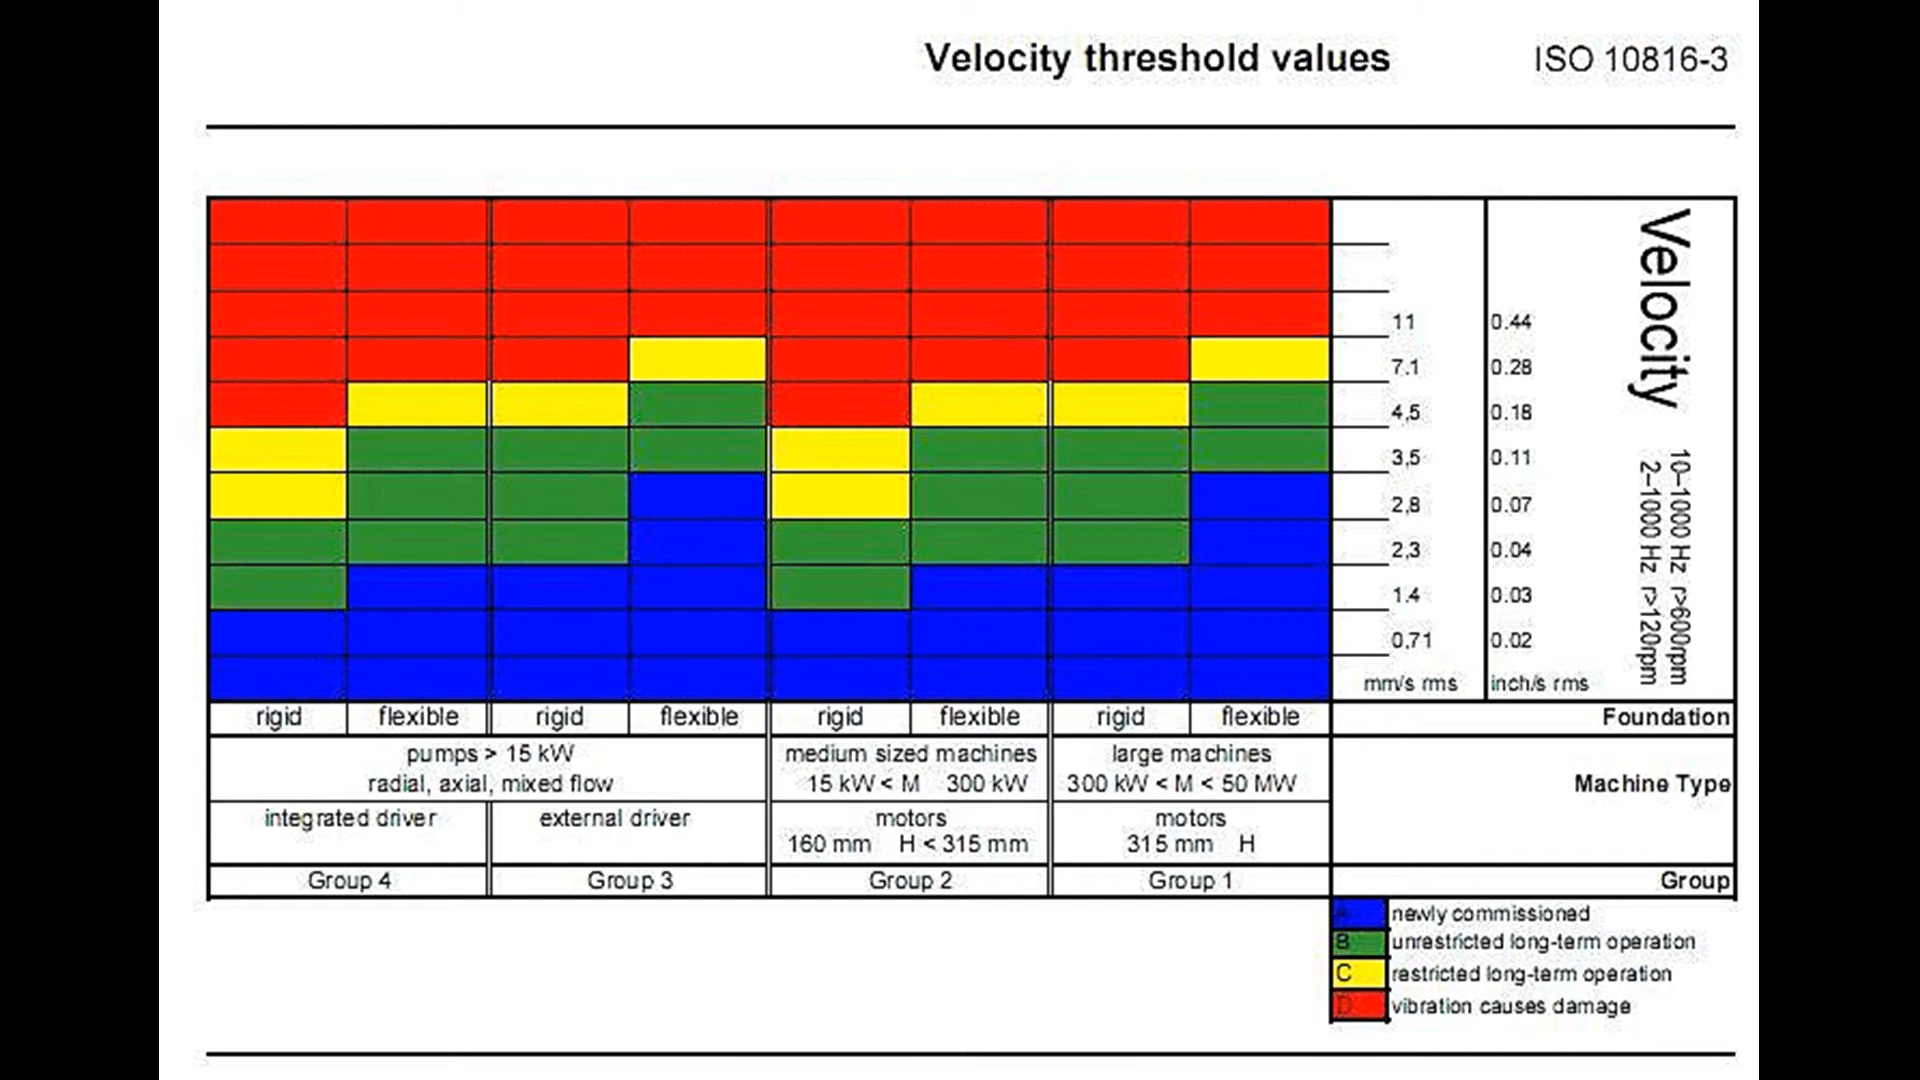 Velocity threshold values ISO 10816-3
11 0.44
7.1 0.28
4,5 0.18
3,5 0.11
2,8 0.07
2,3 0.04
1.4 0.03
0,71 0.02
mm/s rms inch/s rms
Velocity
10-1000 Hz r>600rpm
2-1000 Hz r>120rpm
rigid flexible rigid flexible rigid flexible rigid flexible Foundation
pumps > 15 kW medium sized machines large machines
radial, axial, mixed flow 15 kW < M 300 kW 300 kW < M < 50 MW Machine Type
integrated driver external driver motors motors
160 mm H < 315 mm 315 mm H
Group 4 Group 3 Group 2 Group 1 Group
A newly commissioned
B unrestricted long-term operation
C restricted long-term operation
D vibration causes damage